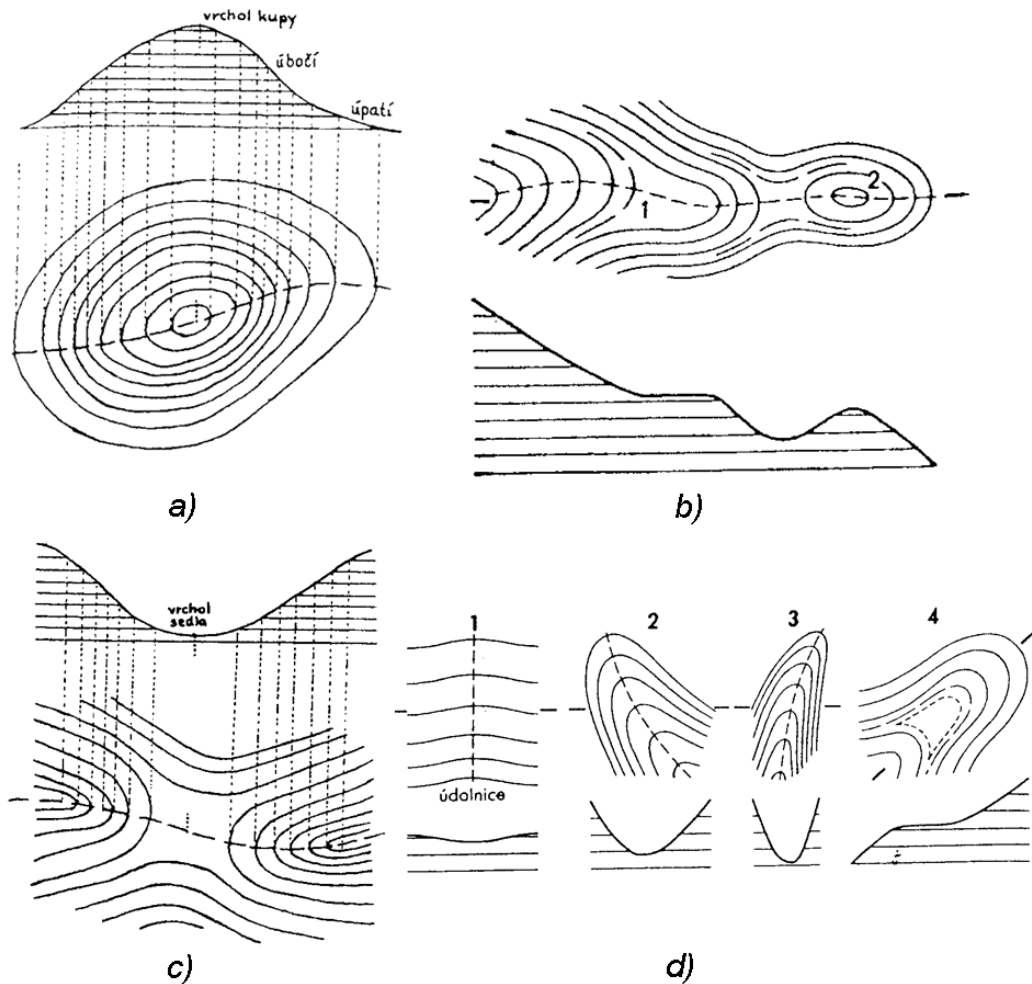 vrchol kupy
úbočí
úpatí
1
2
a)
b)
vrchol
sedla
1
2
3
4
údolnice
c)
d)